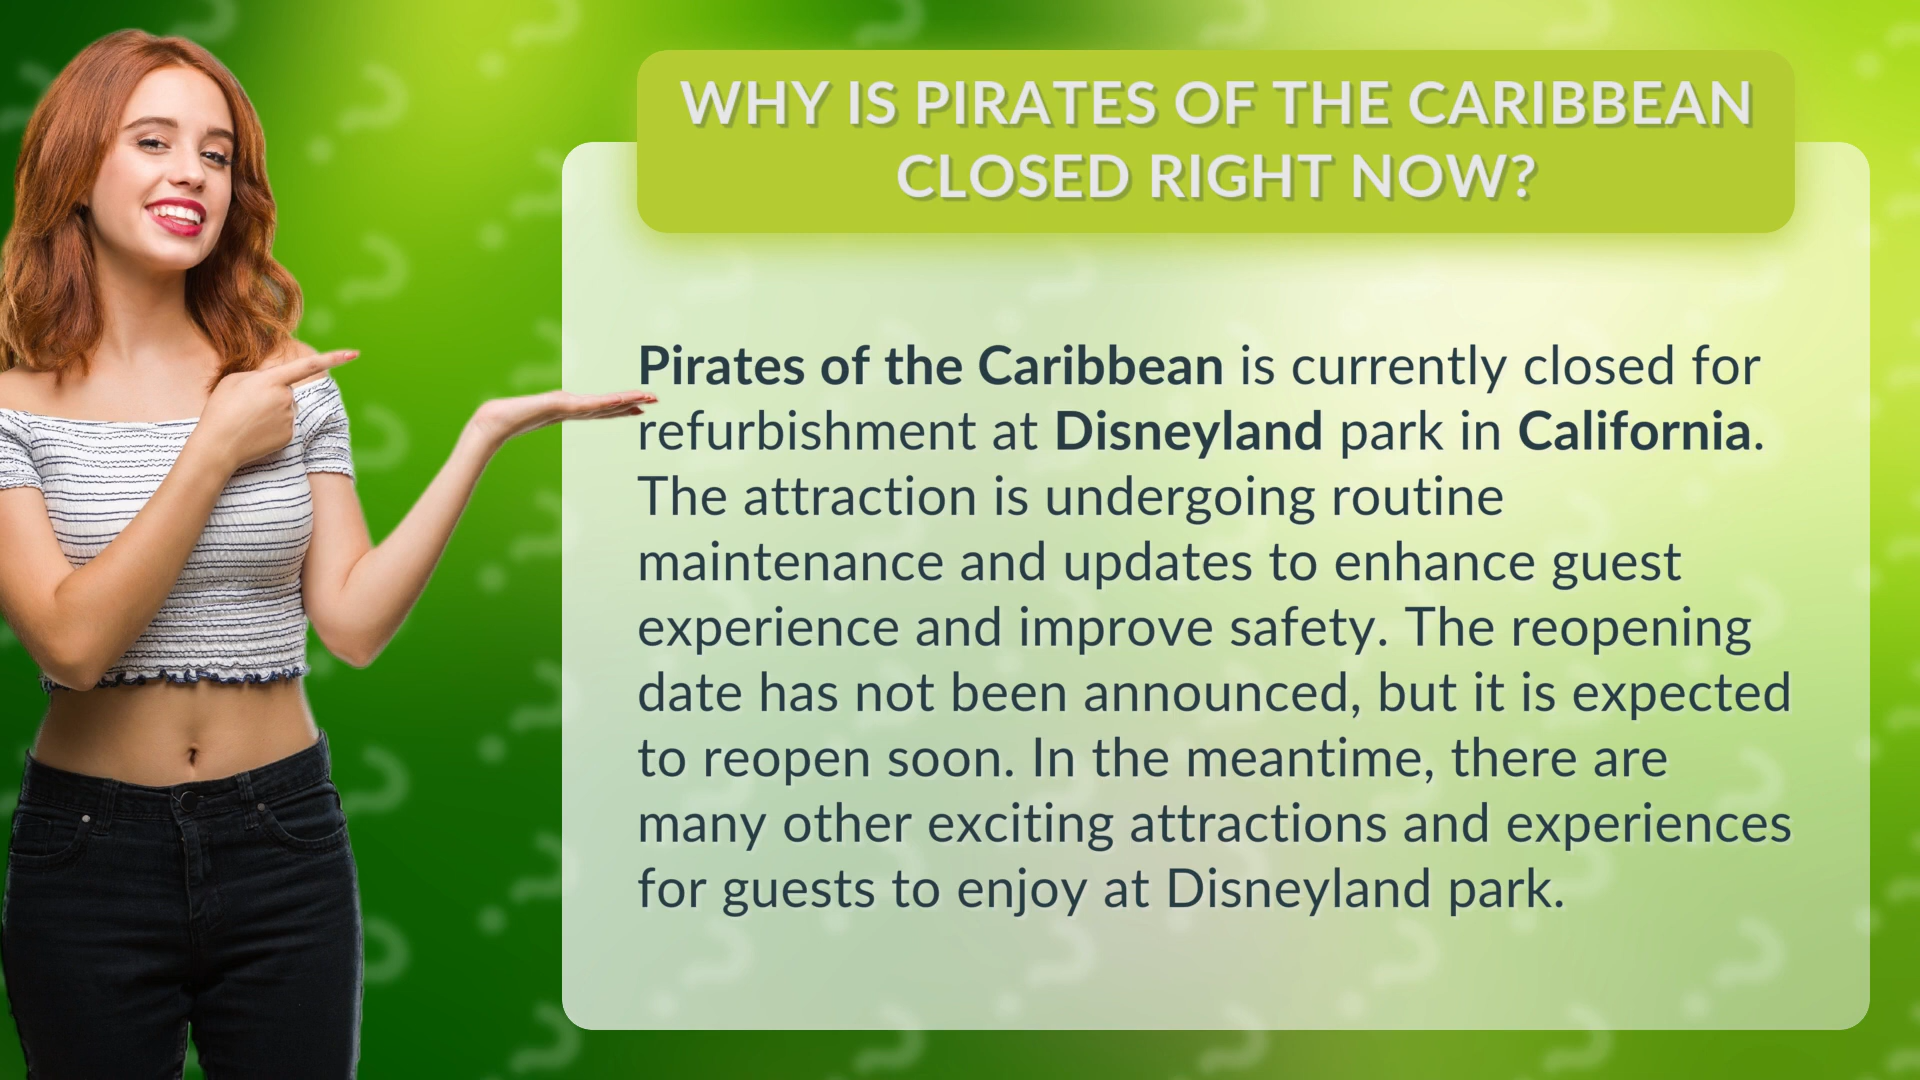 WHY IS PIRATES OF THE CARIBBEAN
CLOSED RIGHT NOW?
Pirates of the Caribbean is currently closed for
refurbishment at Disneyland park in California.
The attraction is undergoing routine
maintenance and updates to enhance guest
experience and improve safety. The reopening
date has not been announced, but it is expected
to reopen soon. In the meantime, there are
many other exciting attractions and experiences
for guests to enjoy at Disneyland park.